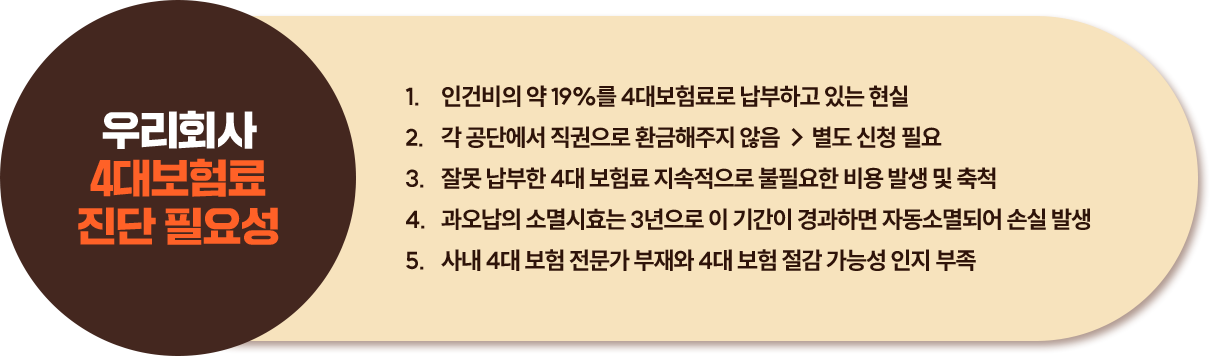 우리회사
4대보험료
진단 필요성
1. 인건비의 약 19%를 4대보험료로 납부하고 있는 현실
2. 각 공단에서 직권으로 환금해주지 않음 > 별도 신청 필요
3. 잘못 납부한 4대 보험료 지속적으로 불필요한 비용 발생 및 축척
4. 과오납의 소멸시효는 3년으로 이 기간이 경과하면 자동소멸되어 손실 발생
5. 사내 4대 보험 전문가 부재와 4대 보험 절감 가능성 인지 부족